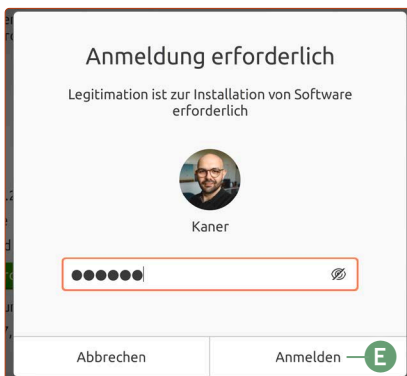 Anmeldung erforderlich
Legitimation ist zur Installation von Software
erforderlich
Kaner
●●●●●●
Abbrechen
Anmelden
E